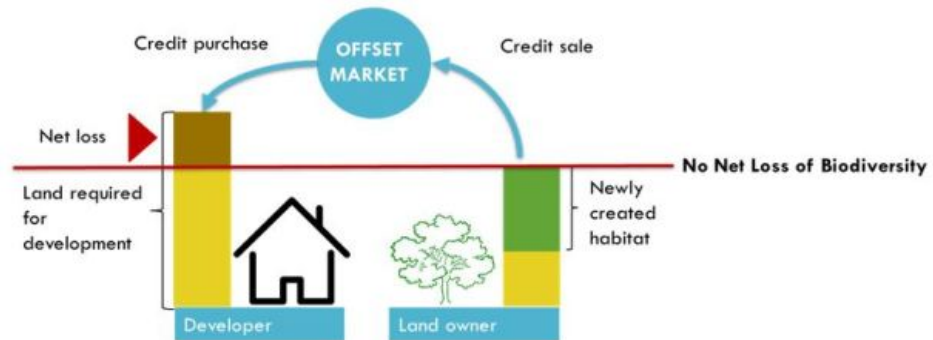 Credit purchase
OFFSET
MARKET
Credit sale
Net loss
No Net Loss of Biodiversity
Land required
for
development
Newly
created
habitat
Developer
Land owner